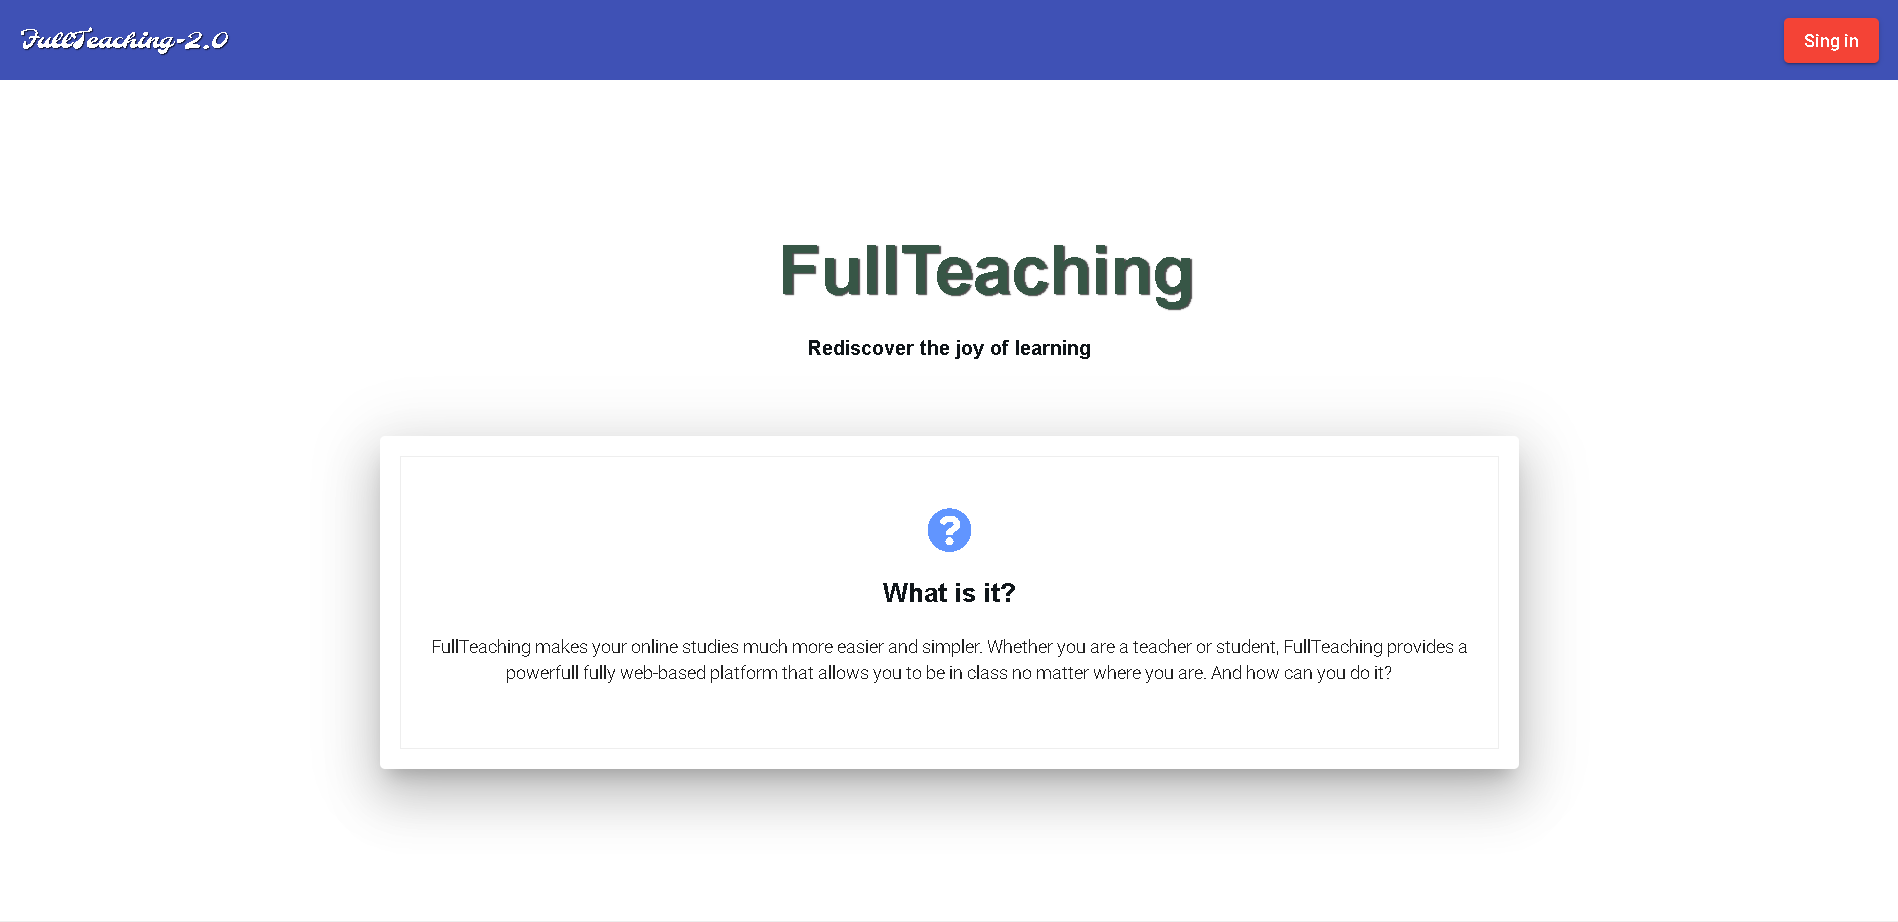 FullTeaching-2.0
Sing in
FullTeaching
Rediscover the joy of learning
What is it?
FullTeaching makes your online studies much more easier and simpler. Whether you are a teacher or student, FullTeaching provides a
powerfull fully web-based platform that allows you to be in class no matter where you are. And how can you do it?